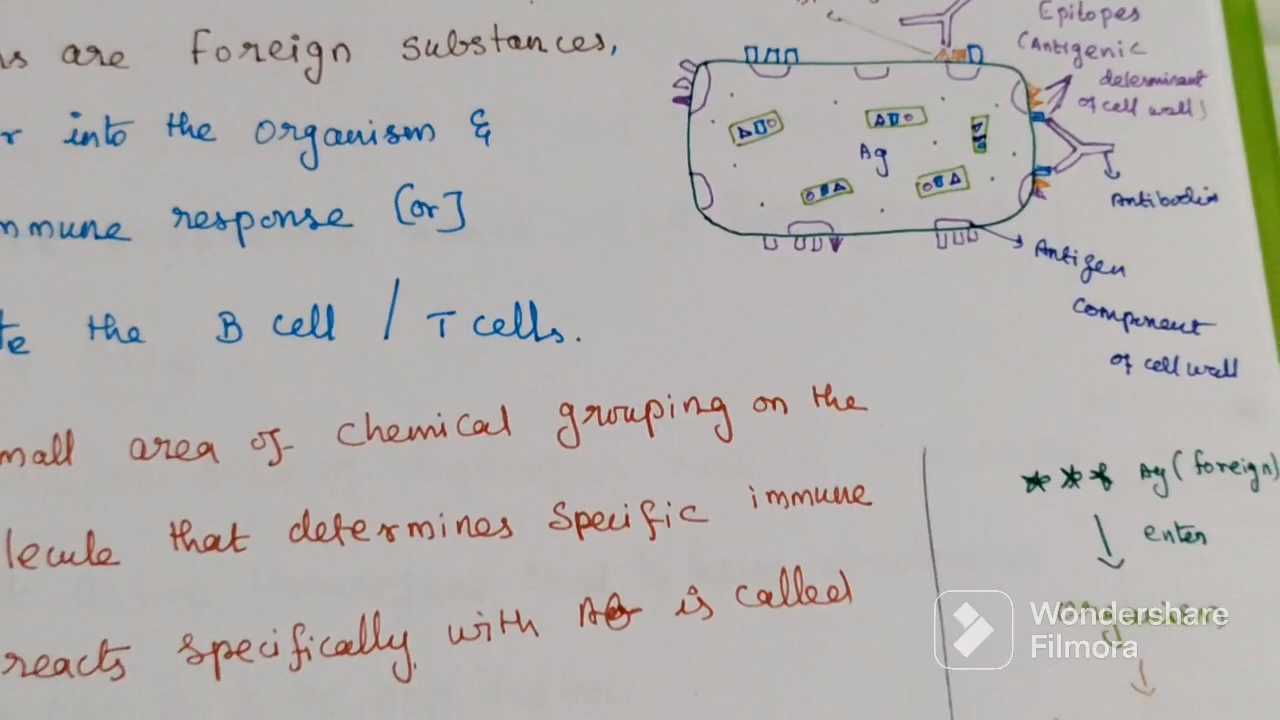 ns are foreign substances,
r into the organism &
mmune response [or]
te the B cell / T cells.
mall area of chemical grouping on the
lecule that determines specific immune
reacts specifically with is called
Epitopes
(Antigenic
determinant
of cell wall)
Ag
Antibodies
Antigen
component
of cell wall
*** Ag (foreign)
enter
Organism
Wondershare
Filmora